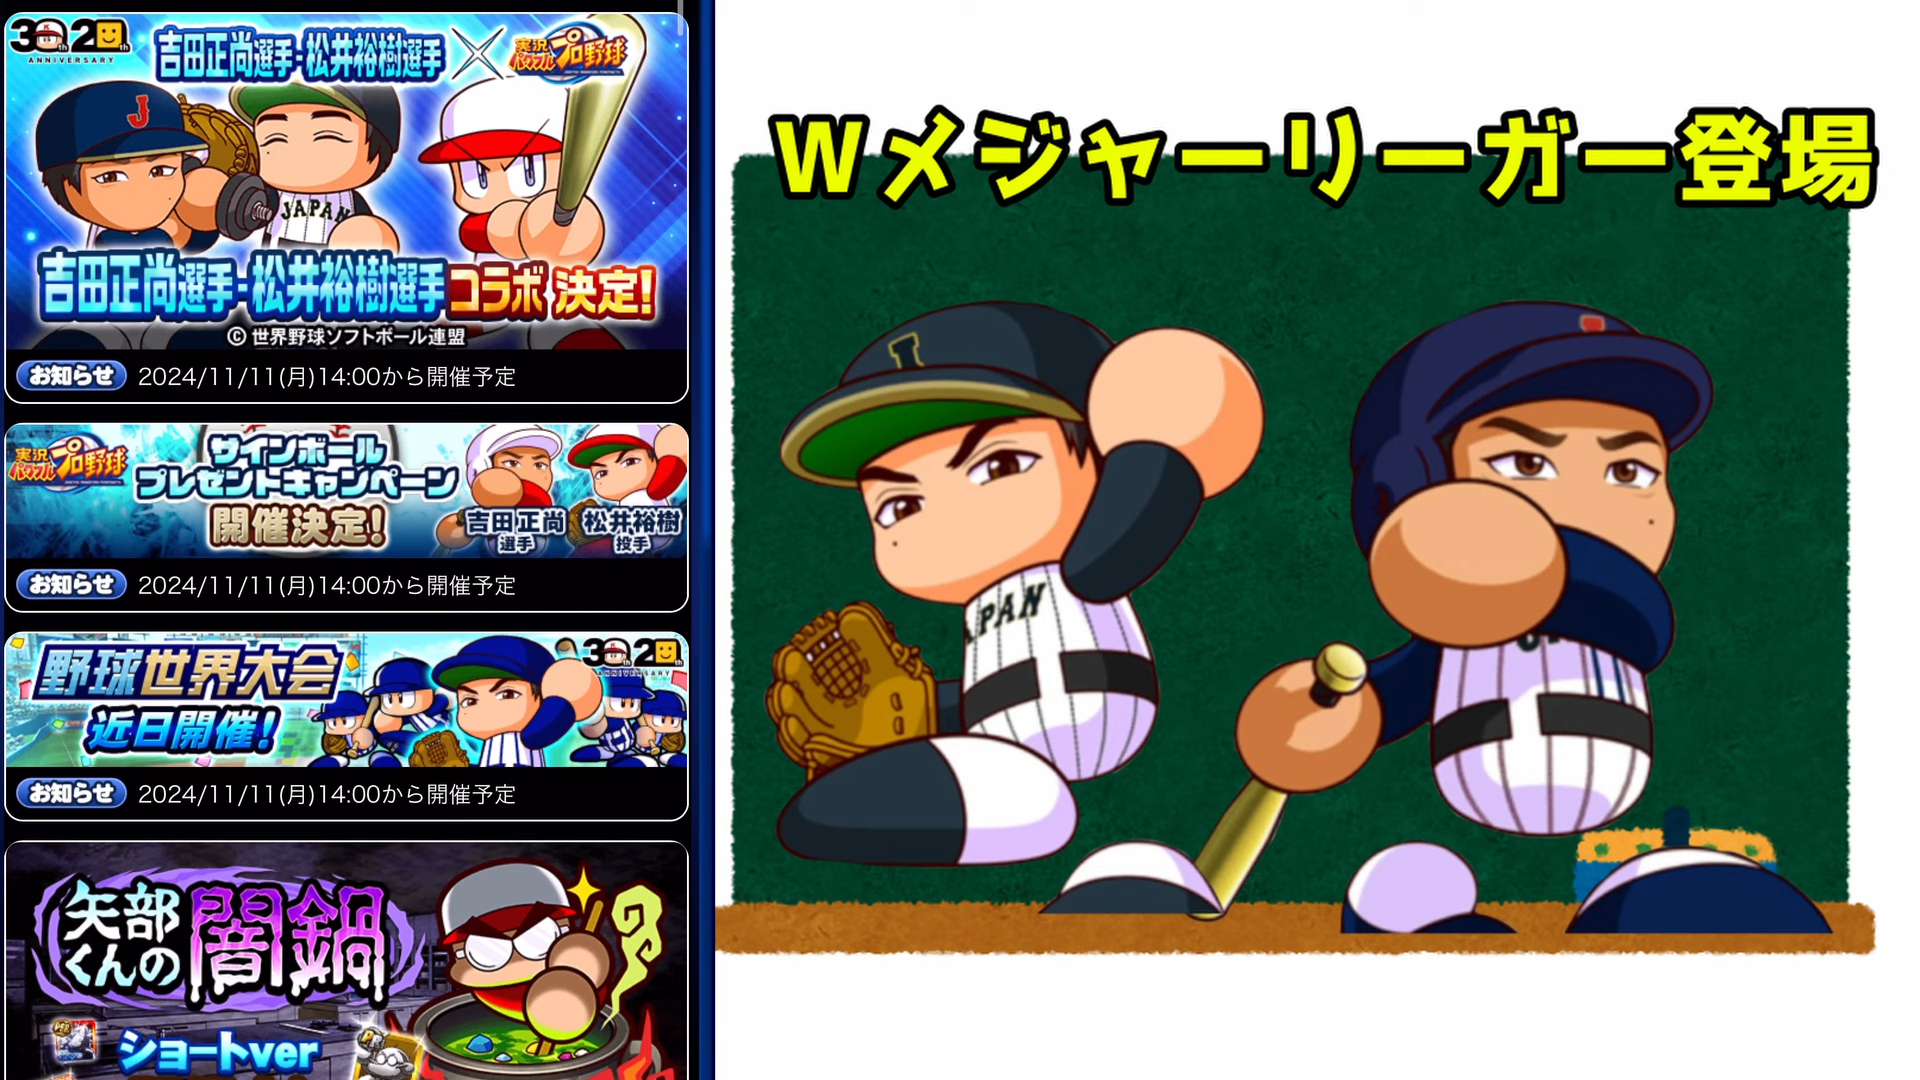 30th 20th
ANNIVERSARY
吉田正尚選手・松井裕樹選手
実況パワフルプロ野球
J
JAPAN
吉田正尚選手・松井裕樹選手コラボ決定!
© 世界野球ソフトボール連盟
お知らせ 2024/11/11(月)14:00から開催予定
実況パワフルプロ野球
サインボール
プレゼントキャンペーン
開催決定!
吉田正尚選手
松井裕樹投手
お知らせ 2024/11/11(月)14:00から開催予定
野球世界大会
近日開催!
30th 20th
ANNIVERSARY
お知らせ 2024/11/11(月)14:00から開催予定
矢部くんの闇鍋
ショートver
Wメジャーリーガー登場
JAPAN